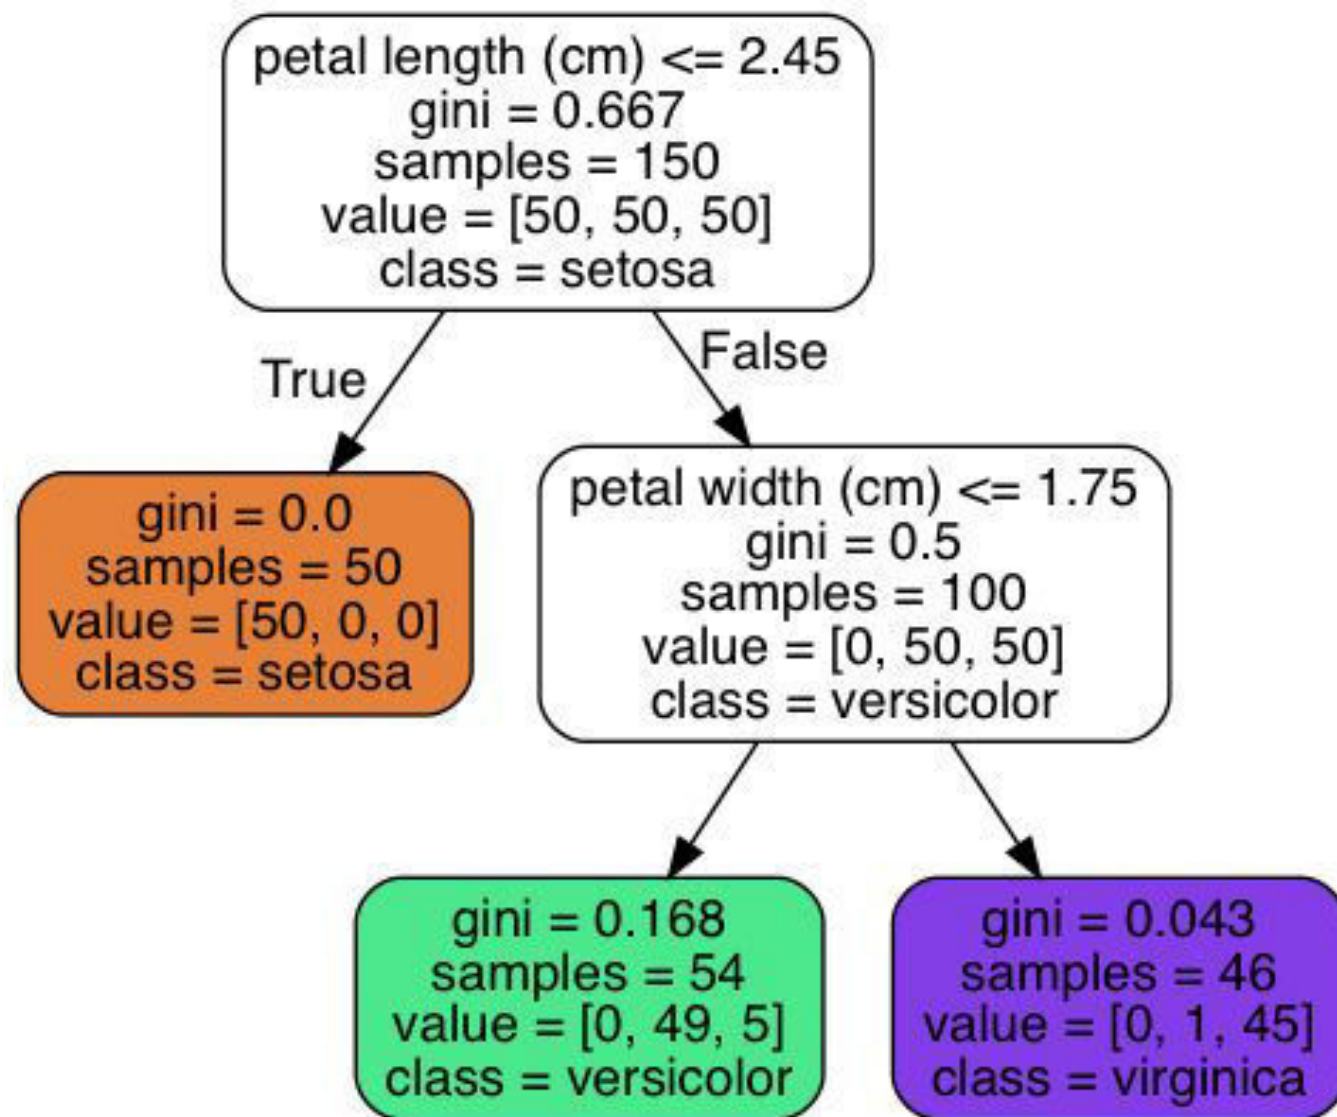 petal length (cm) <= 2.45
gini = 0.667
samples = 150
value = [50, 50, 50]
class = setosa
True
False
gini = 0.0
samples = 50
value = [50, 0, 0]
class = setosa
petal width (cm) <= 1.75
gini = 0.5
samples = 100
value = [0, 50, 50]
class = versicolor
gini = 0.168
samples = 54
value = [0, 49, 5]
class = versicolor
gini = 0.043
samples = 46
value = [0, 1, 45]
class = virginica